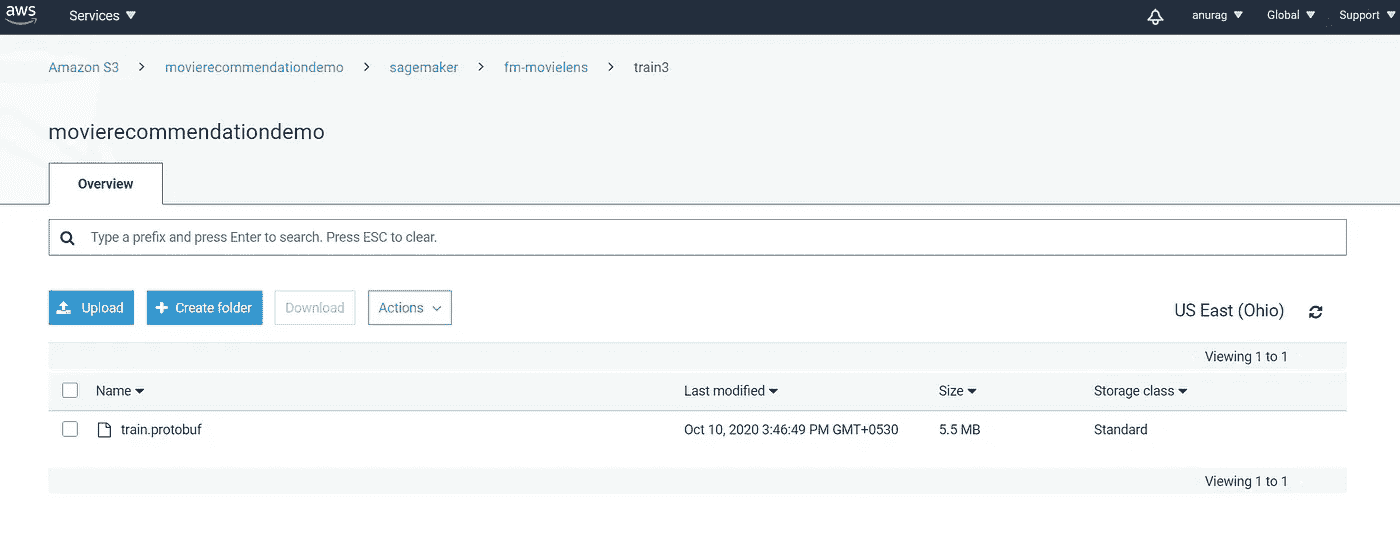 aws Services anurag Global Support
Amazon S3 movierecommendationdemo sagemaker fm-movielens train3
movierecommendationdemo
Overview
Type a prefix and press Enter to search. Press ESC to clear.
Upload Create folder Download Actions US East (Ohio)
Viewing 1 to 1
Name Last modified Size Storage class
train.protobuf Oct 10, 2020 3:46:49 PM GMT+0530 5.5 MB Standard
Viewing 1 to 1